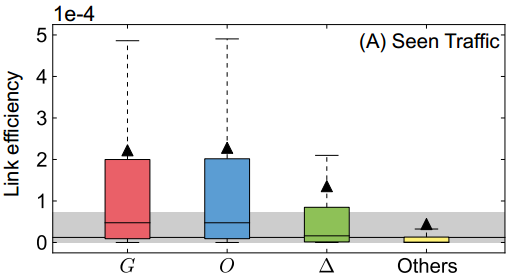 1e-4
(A) Seen Traffic
Link efficiency
5
4
3
2
1
0
G O Δ Others